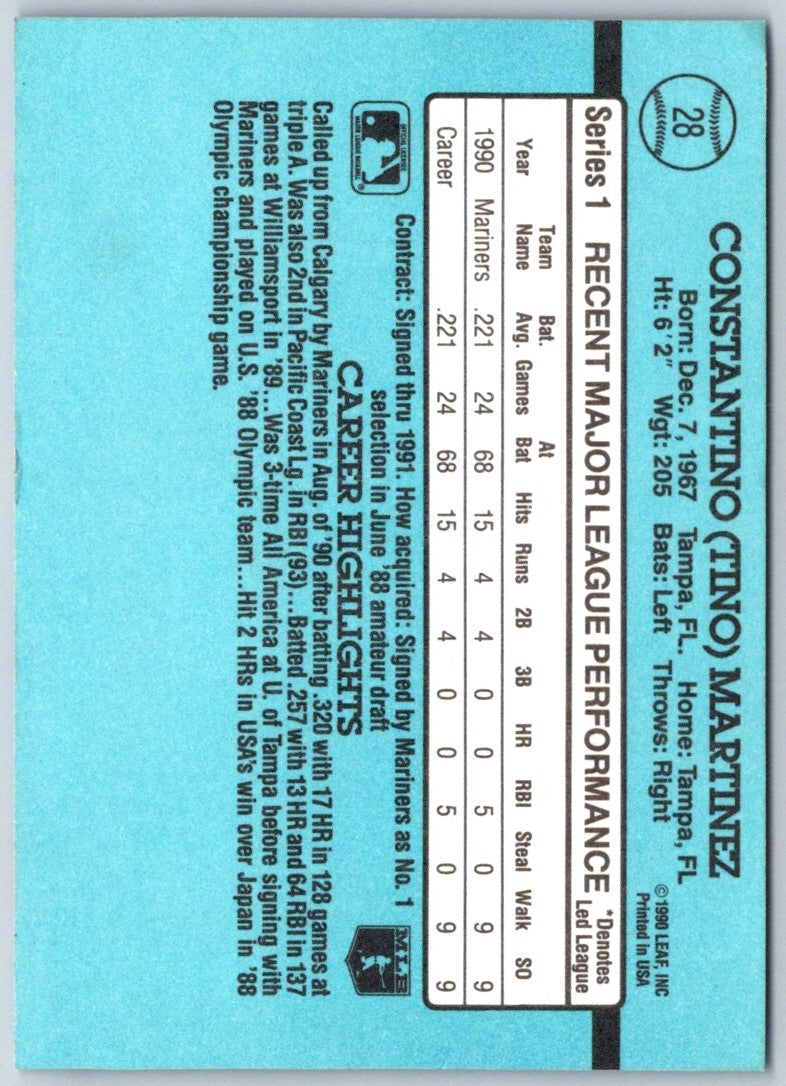 28
CONSTANTINO (TINO) MARTINEZ
Born: Dec. 7, 1967 Tampa, FL. Home: Tampa, FL
Ht: 6'2" Wgt: 205 Bats: Left Throws: Right
©1990 LEAF, INC
Printed in USA
Series 1 RECENT MAJOR LEAGUE PERFORMANCE *Denotes Led League
Year Team Name Bat. Avg. Games At Bat Hits Runs 2B 3B HR RBI Steal Walk SO
1990 Mariners .221 24 68 15 4 4 0 0 5 0 9 9
Career .221 24 68 15 4 4 0 0 5 0 9 9
OFFICIAL LICENSEE
MAJOR LEAGUE BASEBALL
®
Contract: Signed thru 1991. How acquired: Signed by Mariners as No. 1
selection in June '88 amateur draft
MLB
CAREER HIGHLIGHTS
Called up from Calgary by Mariners in Aug. of '90 after batting .320 with 17 HR in 128 games at
triple A. Was also 2nd in Pacific Coast Lg. in RBI (93)...Batted .257 with 13 HR and 64 RBI in 137
games at Williamsport in '89...Was 3-time All America at U. of Tampa before signing with
Mariners and played on U.S. '88 Olympic team...Hit 2 HRs in USA's win over Japan in '88
Olympic championship game.